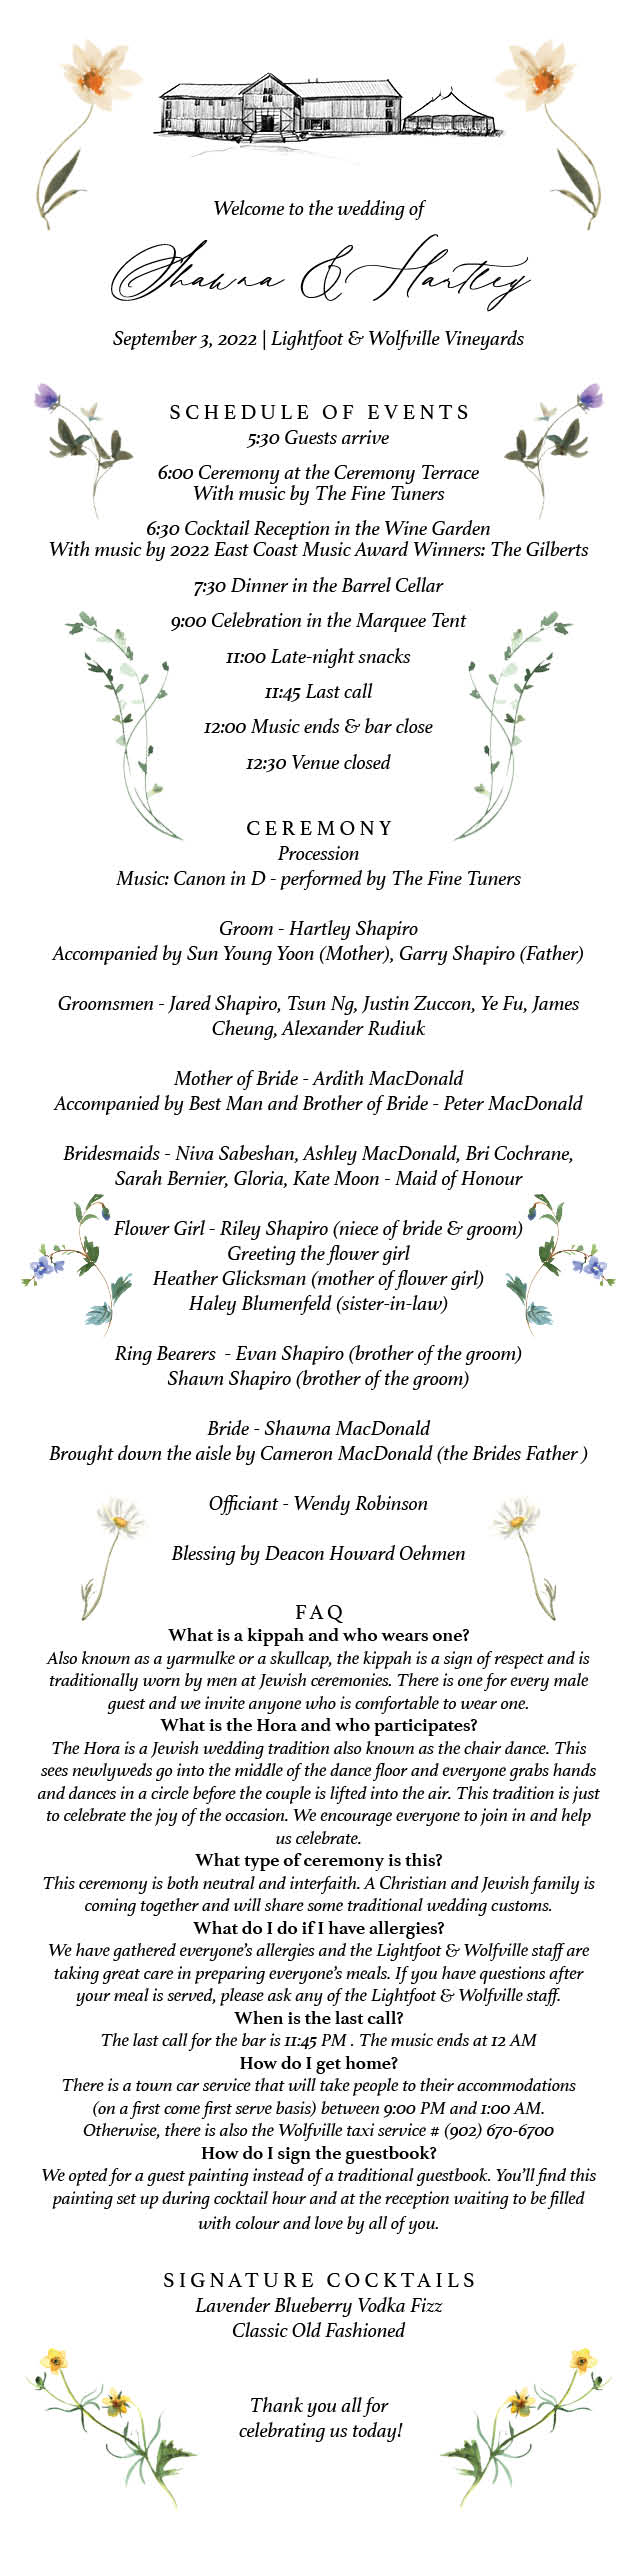 Welcome to the wedding of
Shawna & Hartley
September 3, 2022 | Lightfoot & Wolfville Vineyards
SCHEDULE OF EVENTS
5:30 Guests arrive
6:00 Ceremony at the Ceremony Terrace
With music by The Fine Tuners
6:30 Cocktail Reception in the Wine Garden
With music by 2022 East Coast Music Award Winners: The Gilberts
7:30 Dinner in the Barrel Cellar
9:00 Celebration in the Marquee Tent
11:00 Late-night snacks
11:45 Last call
12:00 Music ends & bar close
12:30 Venue closed
CEREMONY
Procession
Music: Canon in D - performed by The Fine Tuners
Groom - Hartley Shapiro
Accompanied by Sun Young Yoon (Mother), Garry Shapiro (Father)
Groomsmen - Jared Shapiro, Tsun Ng, Justin Zuccon, Ye Fu, James
Cheung, Alexander Rudiuk
Mother of Bride - Ardith MacDonald
Accompanied by Best Man and Brother of Bride - Peter MacDonald
Bridesmaids - Niva Sabeshan, Ashley MacDonald, Bri Cochrane,
Sarah Bernier, Gloria, Kate Moon - Maid of Honour
Flower Girl - Riley Shapiro (niece of bride & groom)
Greeting the flower girl
Heather Glicksman (mother of flower girl)
Haley Blumenfeld (sister-in-law)
Ring Bearers - Evan Shapiro (brother of the groom)
Shawn Shapiro (brother of the groom)
Bride - Shawna MacDonald
Brought down the aisle by Cameron MacDonald (the Brides Father )
Officiant - Wendy Robinson
Blessing by Deacon Howard Oehmen
FAQ
What is a kippah and who wears one?
Also known as a yarmulke or a skullcap, the kippah is a sign of respect and is
traditionally worn by men at Jewish ceremonies. There is one for every male
guest and we invite anyone who is comfortable to wear one.
What is the Hora and who participates?
The Hora is a Jewish wedding tradition also known as the chair dance. This
sees newlyweds go into the middle of the dance floor and everyone grabs hands
and dances in a circle before the couple is lifted into the air. This tradition is just
to celebrate the joy of the occasion. We encourage everyone to join in and help
us celebrate.
What type of ceremony is this?
This ceremony is both neutral and interfaith. A Christian and Jewish family is
coming together and will share some traditional wedding customs.
What do I do if I have allergies?
We have gathered everyone's allergies and the Lightfoot & Wolfville staff are
taking great care in preparing everyone's meals. If you have questions after
your meal is served, please ask any of the Lightfoot & Wolfville staff.
When is the last call?
The last call for the bar is 11:45 PM . The music ends at 12 AM
How do I get home?
There is a town car service that will take people to their accommodations
(on a first come first serve basis) between 9:00 PM and 1:00 AM.
Otherwise, there is also the Wolfville taxi service # (902) 670-6700
How do I sign the guestbook?
We opted for a guest painting instead of a traditional guestbook. You'll find this
painting set up during cocktail hour and at the reception waiting to be filled
with colour and love by all of you.
SIGNATURE COCKTAILS
Lavender Blueberry Vodka Fizz
Classic Old Fashioned
Thank you all for
celebrating us today!